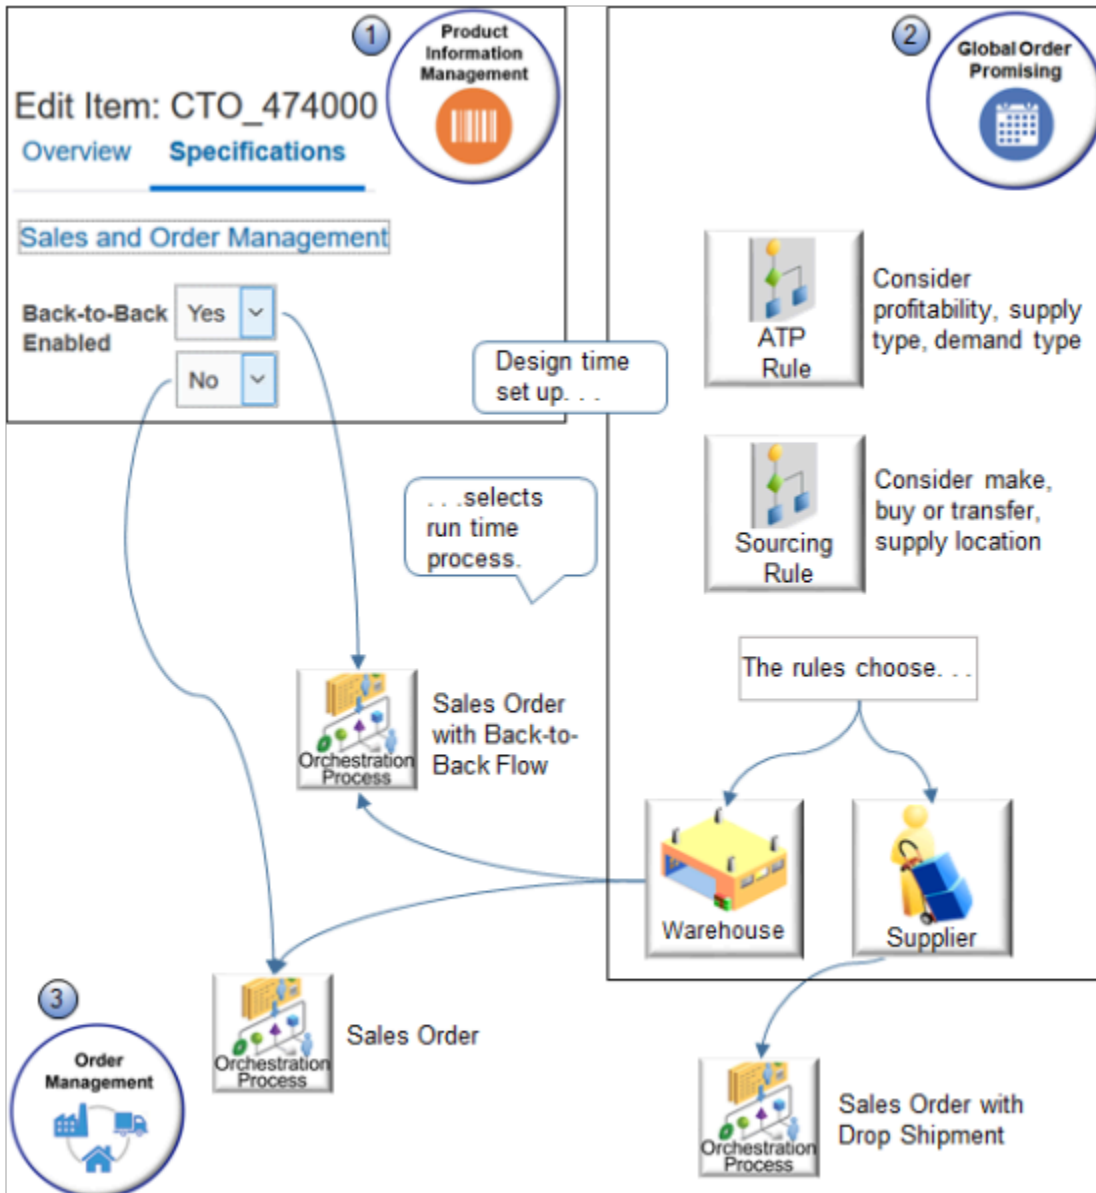 1
Product
Information
Management
Edit Item: CTO_474000
Overview Specifications
Sales and Order Management
Back-to-Back
Enabled
Yes
No
2
Global Order
Promising
ATP
Rule
Consider
profitability, supply
type, demand type
Design time
set up. . .
Sourcing
Rule
Consider make,
buy or transfer,
supply location
. . .selects
run time
process.
The rules choose. . .
Orchestration
Process
Sales Order
with Back-to-
Back Flow
Warehouse
Supplier
3
Order
Management
Orchestration
Process
Sales Order
Orchestration
Process
Sales Order with
Drop Shipment